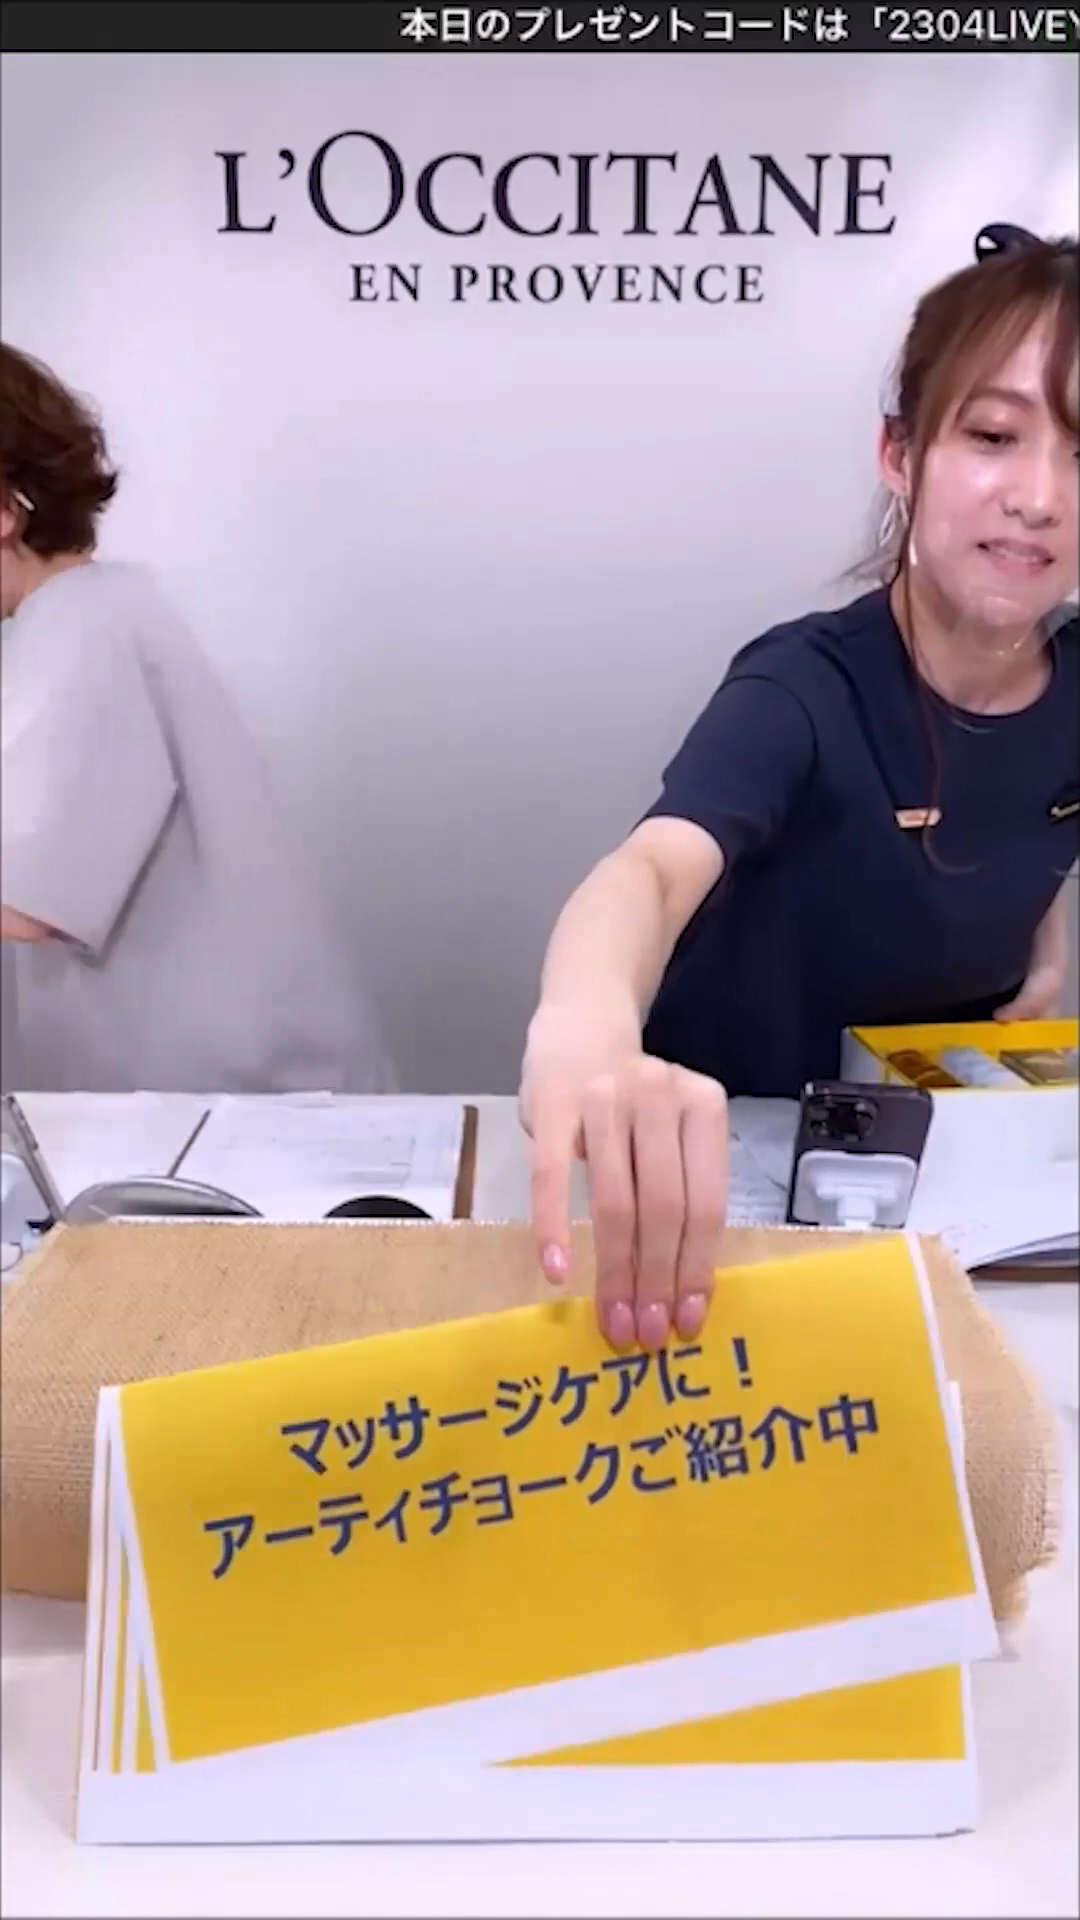 本日のプレゼントコードは「2304LIVEY
L'OCCITANE
EN PROVENCE
マッサージケアに！
アーティチョークご紹介中